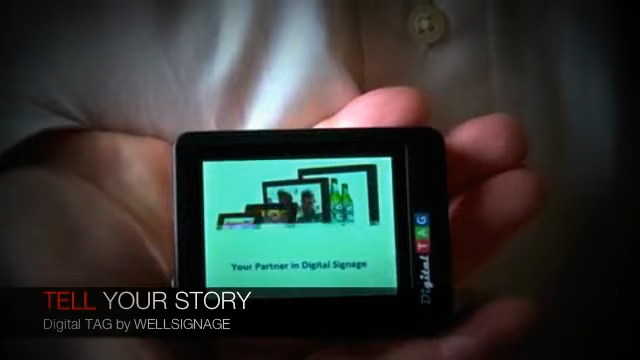 Your Partner in Digital Signage
Digital TAG
TELL YOUR STORY
Digital TAG by WELLSIGNAGE